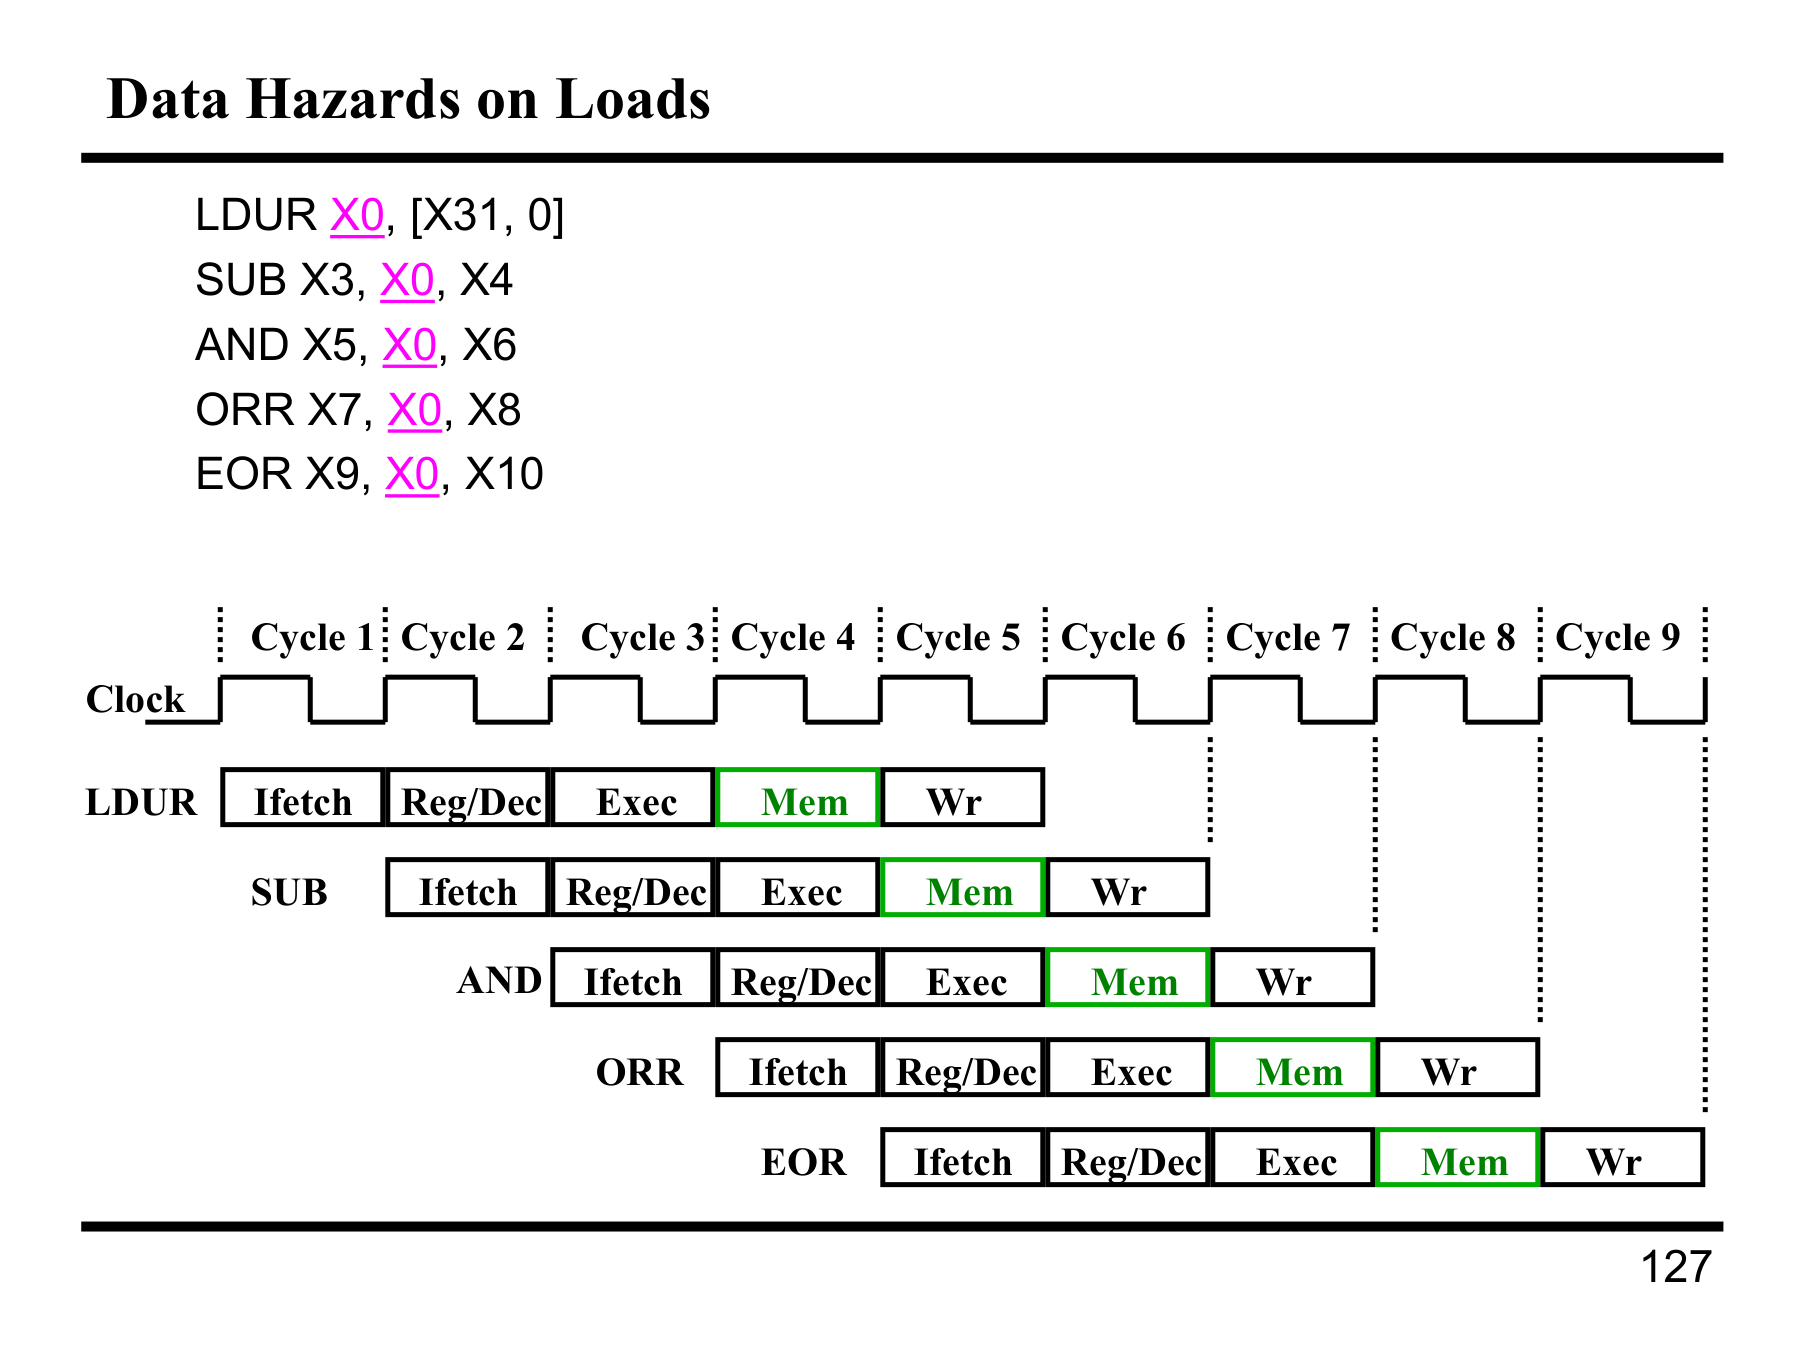 Data Hazards on Loads
LDUR X0, [X31, 0]
SUB X3, X0, X4
AND X5, X0, X6
ORR X7, X0, X8
EOR X9, X0, X10
Cycle 1 Cycle 2 Cycle 3 Cycle 4 Cycle 5 Cycle 6 Cycle 7 Cycle 8 Cycle 9
Clock
LDUR Ifetch Reg/Dec Exec Mem Wr
SUB Ifetch Reg/Dec Exec Mem Wr
AND Ifetch Reg/Dec Exec Mem Wr
ORR Ifetch Reg/Dec Exec Mem Wr
EOR Ifetch Reg/Dec Exec Mem Wr
127